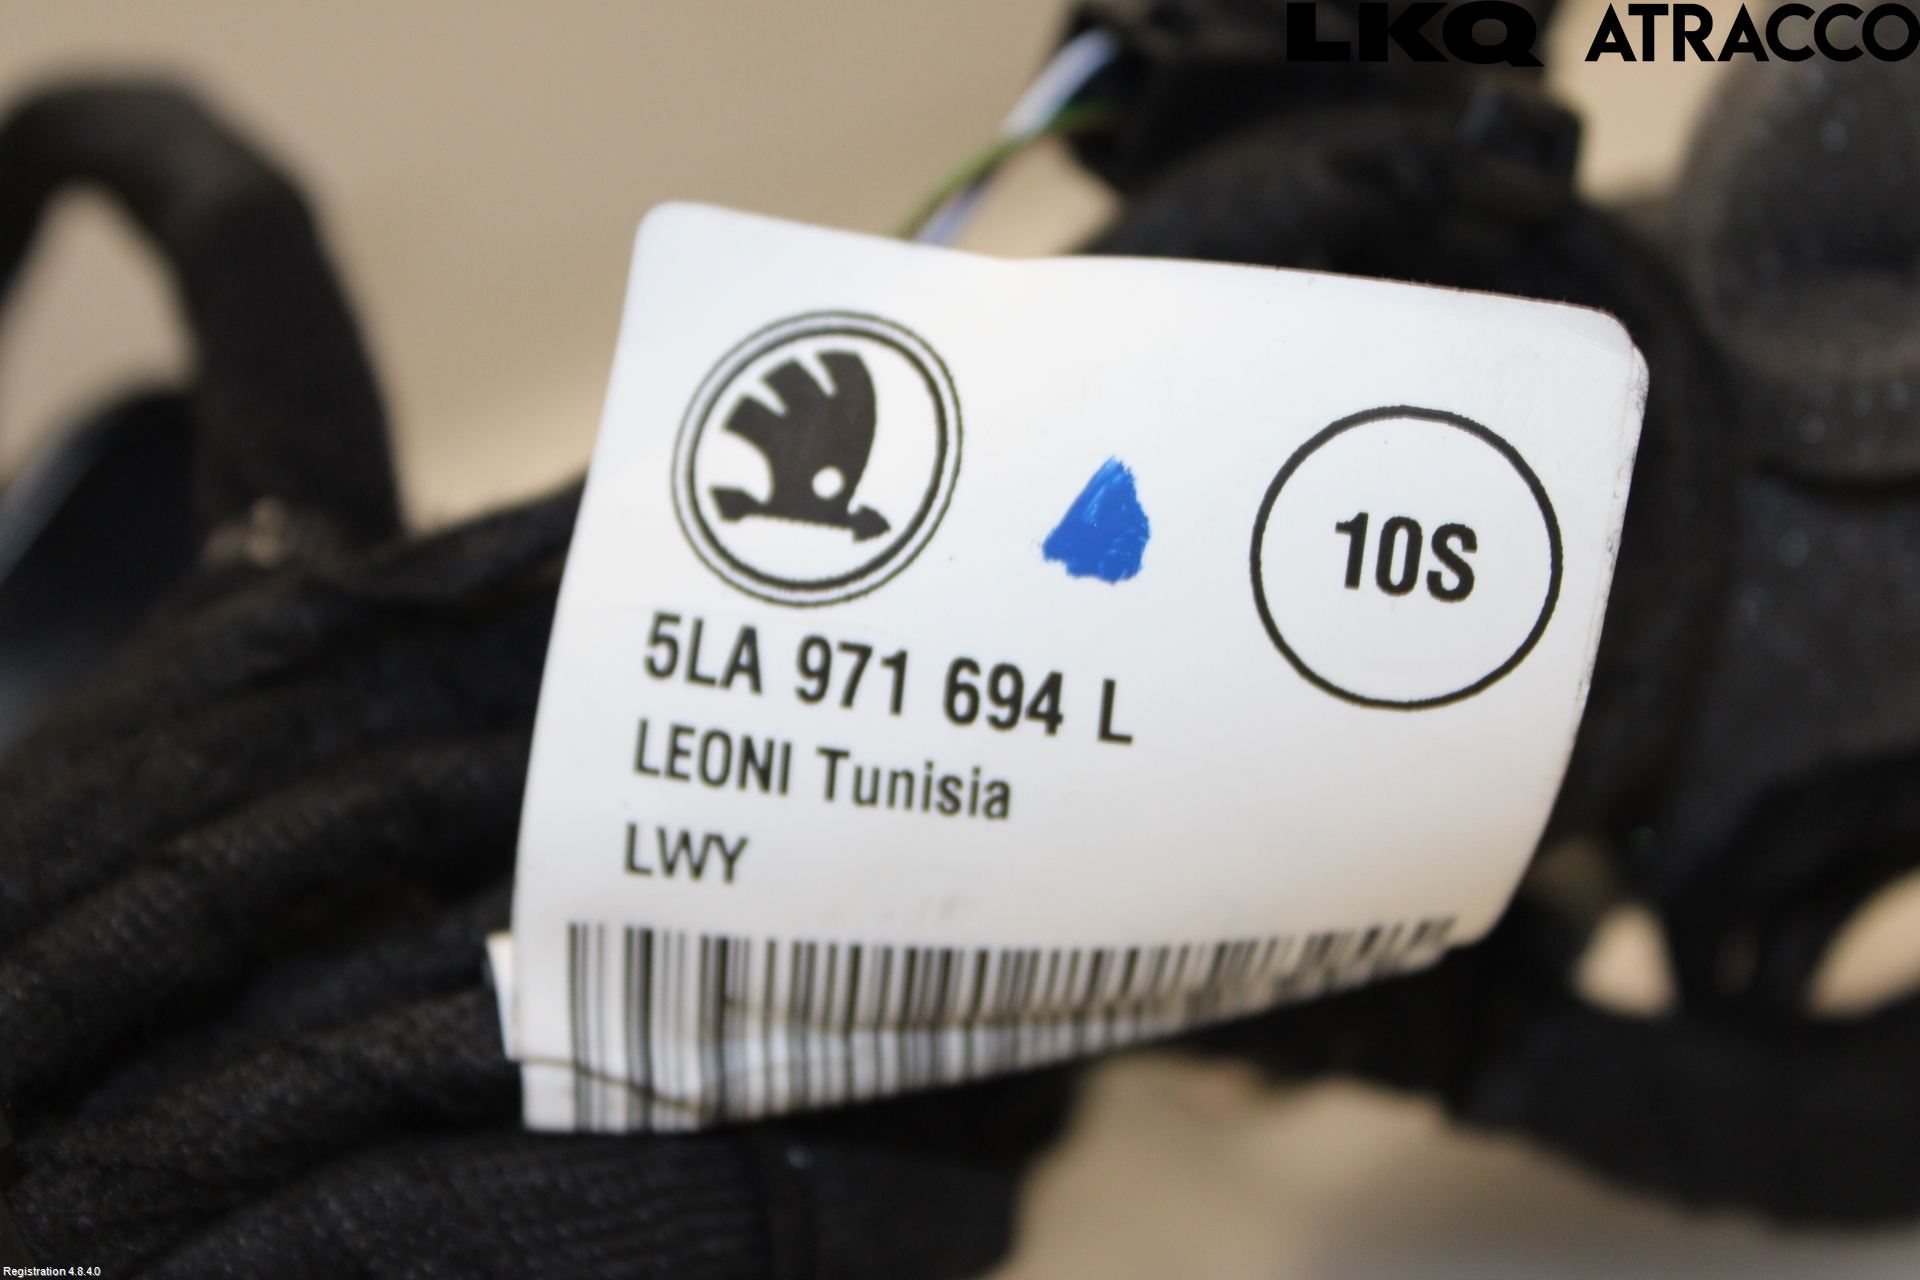 LKQ ATRACCO
10S
5LA 971 694 L
LEONI Tunisia
LWY
Registration 4.8.4.0